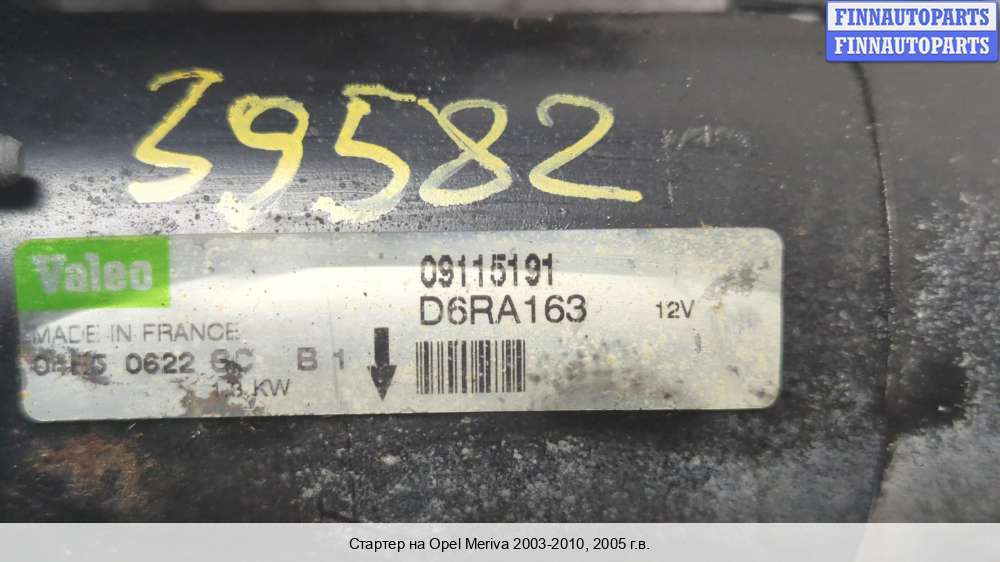 FINNAUTOPARTS
FINNAUTOPARTS
39582
Valeo
09115191
D6RA163
12V
MADE IN FRANCE
0622 B 1
KW
Стартер на Opel Meriva 2003-2010, 2005 г.в.